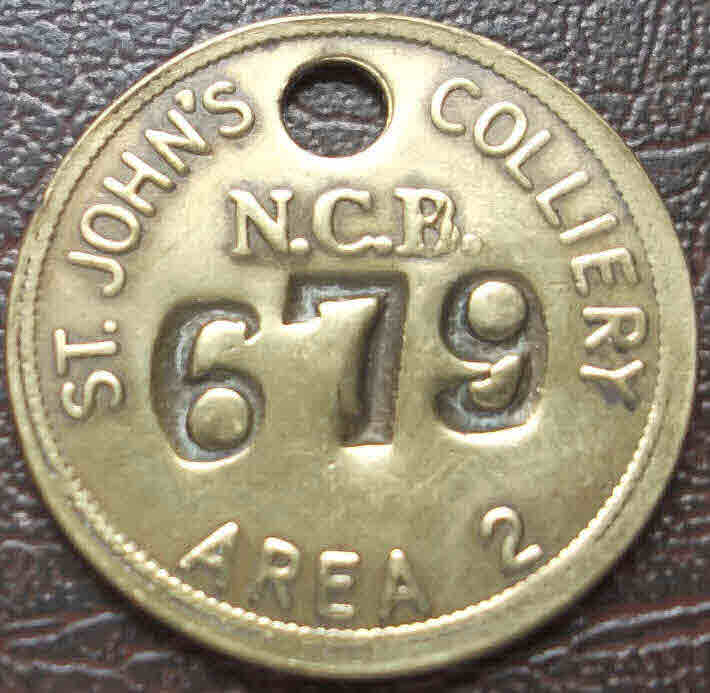 ST. JOHN'S COLLIERY
N.C.B.
679
AREA 2